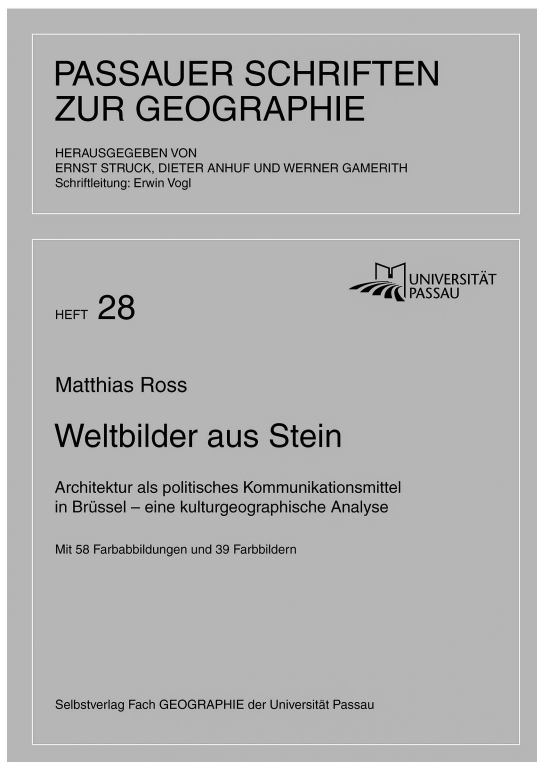 PASSAUER SCHRIFTEN
ZUR GEOGRAPHIE
HERAUSGEGEBEN VON
ERNST STRUCK, DIETER ANHUF UND WERNER GAMERITH
Schriftleitung: Erwin Vogl
UNIVERSITÄT
PASSAU
HEFT 28
Matthias Ross
Weltbilder aus Stein
Architektur als politisches Kommunikationsmittel
in Brüssel – eine kulturgeographische Analyse
Mit 58 Farbabbildungen und 39 Farbbildern
Selbstverlag Fach GEOGRAPHIE der Universität Passau